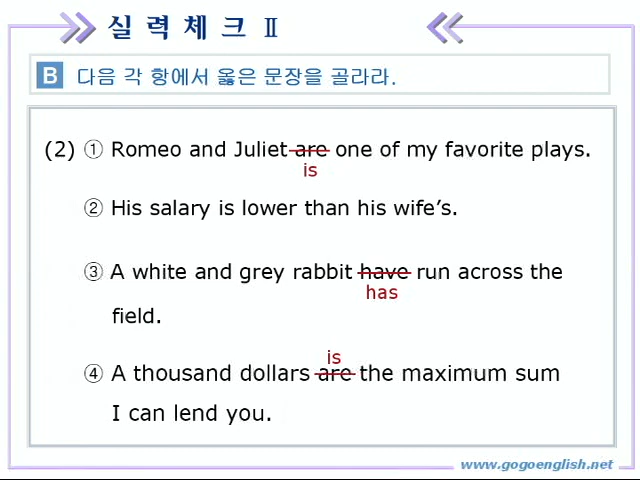 실 력 체 크 Ⅱ
B 다음 각 항에서 옳은 문장을 골라라.
(2) ① Romeo and Juliet are one of my favorite plays.
is
② His salary is lower than his wife’s.
③ A white and grey rabbit have run across the
has
field.
is
④ A thousand dollars are the maximum sum
I can lend you.
www.gogoenglish.net